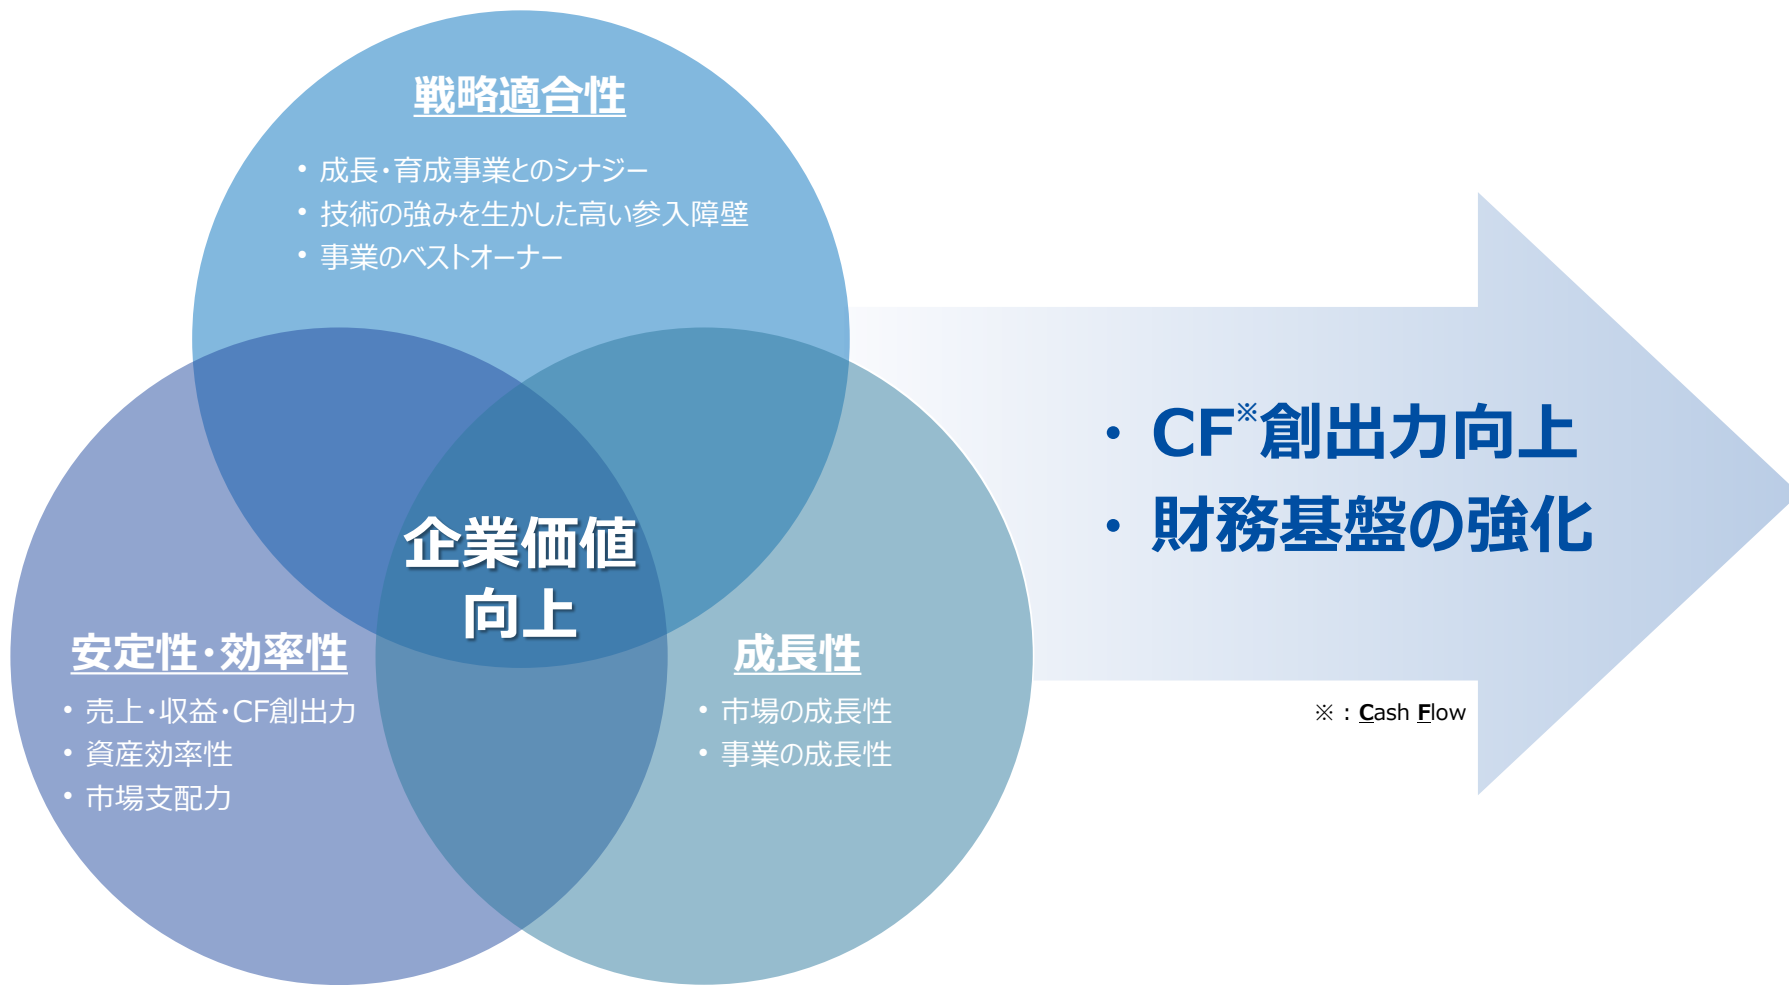 戦略適合性
・成長・育成事業とのシナジー
・技術の強みを生かした高い参入障壁
・事業のベストオーナー
企業価値
向上
安定性・効率性
・売上・収益・CF創出力
・資産効率性
・市場支配力
成長性
・市場の成長性
・事業の成長性
・CF※創出力向上
・財務基盤の強化
※:Cash Flow